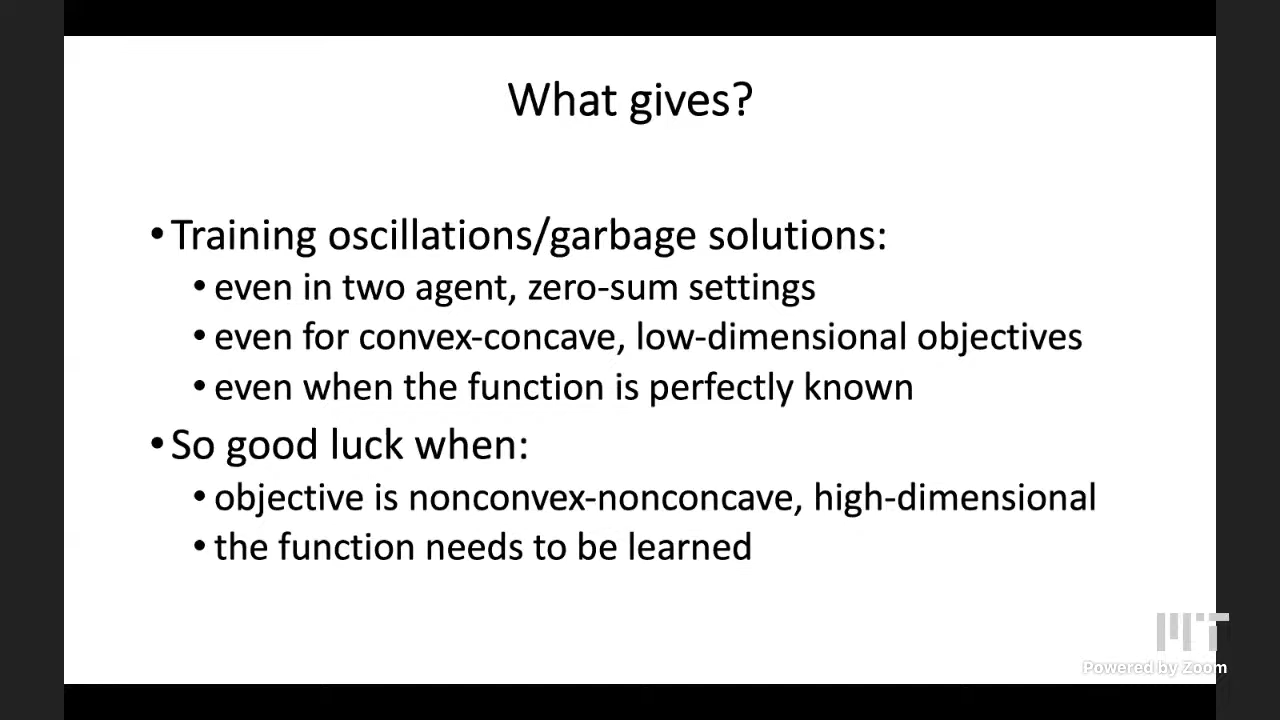 What gives?
• Training oscillations/garbage solutions:
• even in two agent, zero-sum settings
• even for convex-concave, low-dimensional objectives
• even when the function is perfectly known
• So good luck when:
• objective is nonconvex-nonconcave, high-dimensional
• the function needs to be learned
MIT
Powered by Zoom